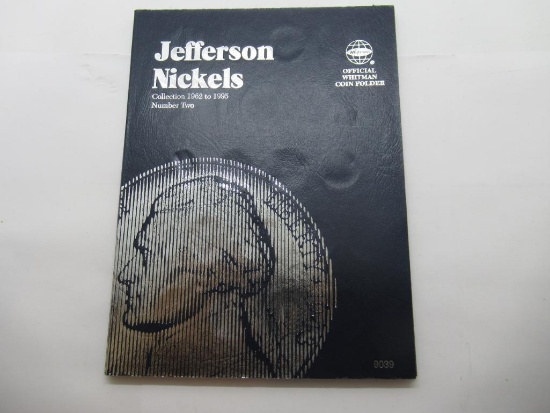 Jefferson
Nickels
Collection 1962 to 1995
Number Two
OFFICIAL
WHITMAN
COIN FOLDER
9039